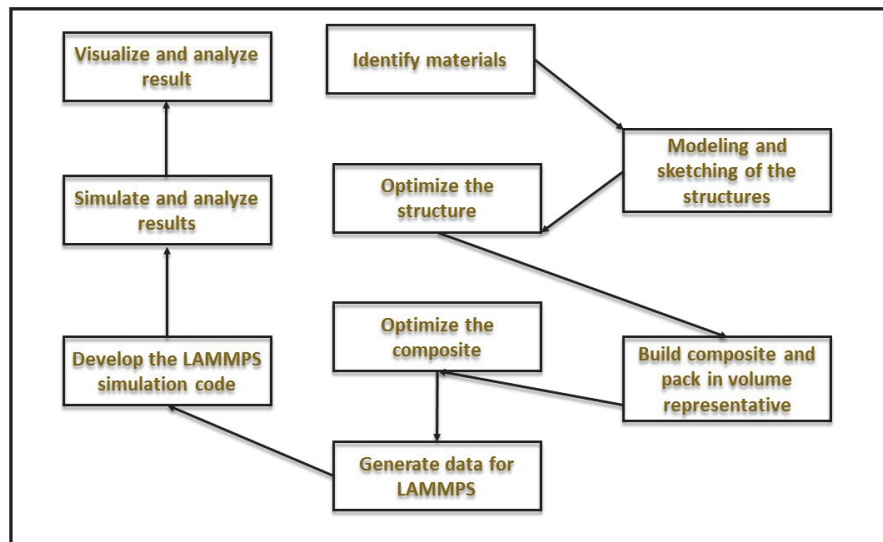 Visualize and analyze
result
Identify materials
Modeling and
sketching of the
structures
Optimize the
structure
Simulate and analyze
results
Optimize the
composite
Develop the LAMMPS
simulation code
Build composite and
pack in volume
representative
Generate data for
LAMMPS